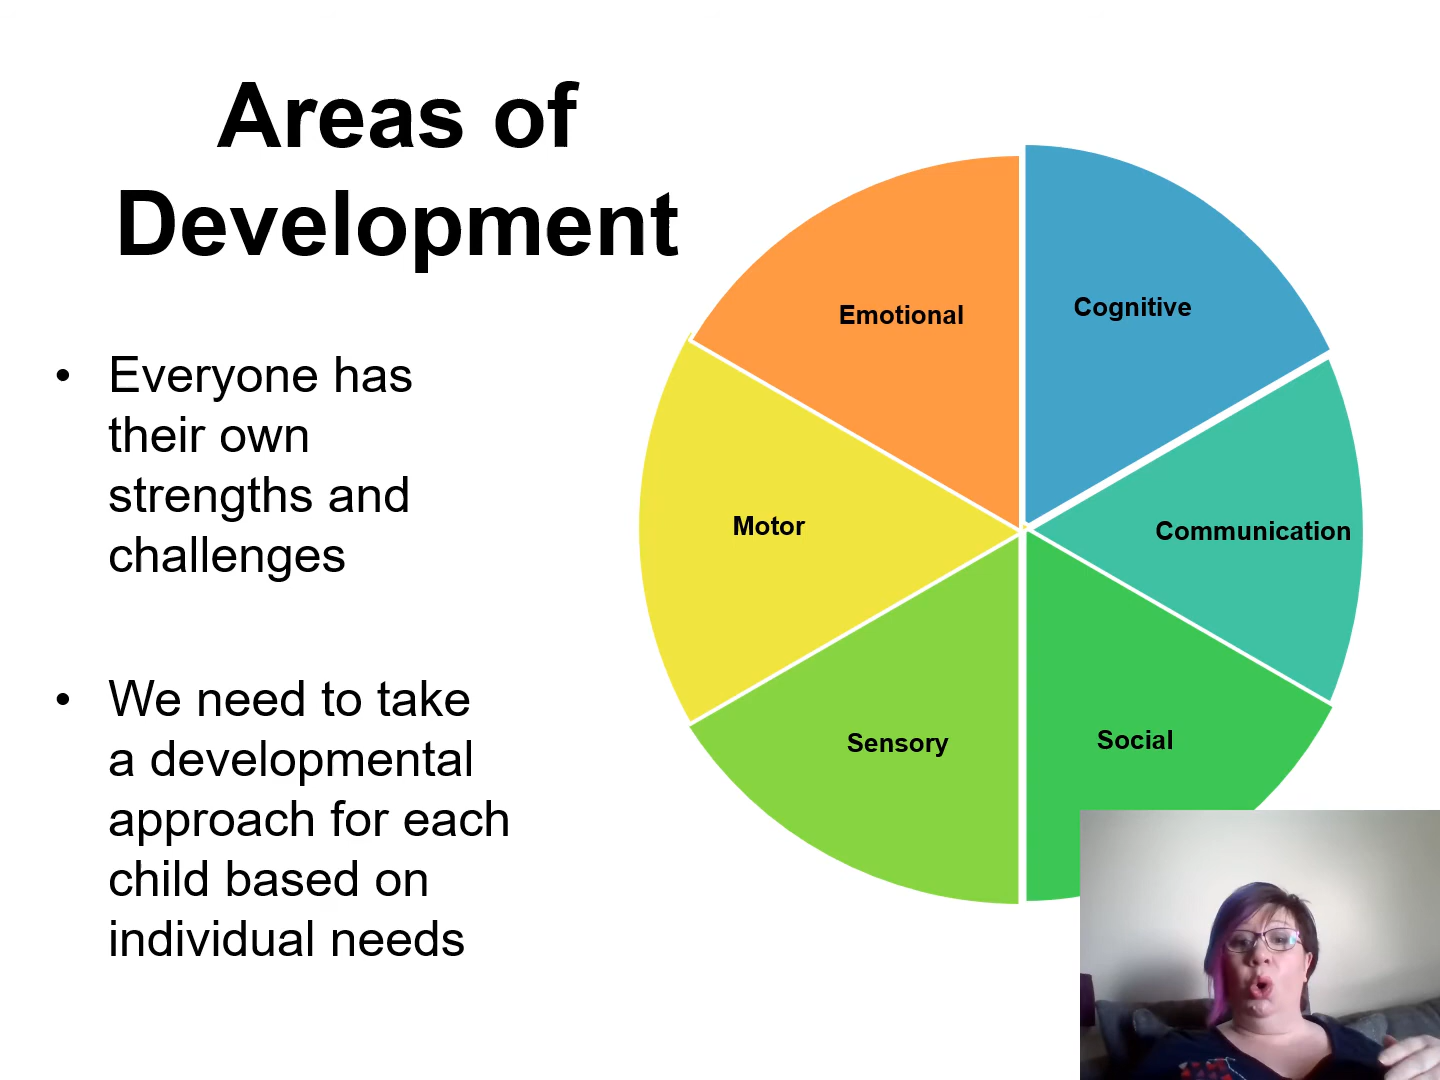 Areas of
Development
• Everyone has
their own
strengths and
challenges
• We need to take
a developmental
approach for each
child based on
individual needs
Emotional
Cognitive
Motor
Communication
Sensory
Social